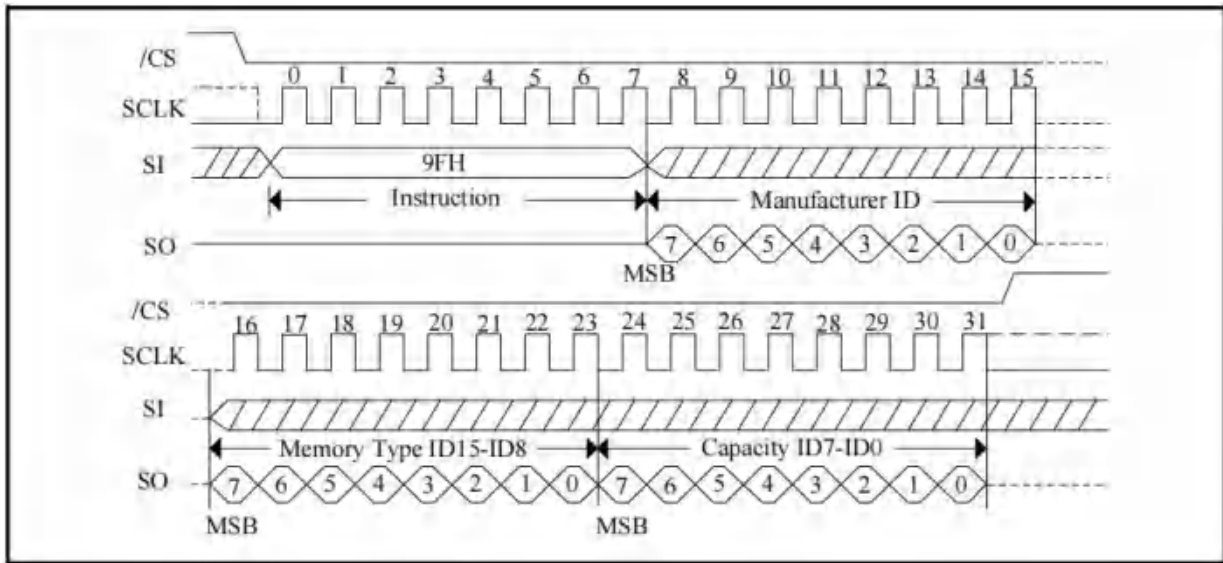 /CS
0 1 2 3 4 5 6 7 8 9 10 11 12 13 14 15
SCLK
SI 9FH
Instruction Manufacturer ID
SO 7 6 5 4 3 2 1 0
MSB
/CS
16 17 18 19 20 21 22 23 24 25 26 27 28 29 30 31
SCLK
SI
Memory Type ID15-ID8 Capacity ID7-ID0
SO 7 6 5 4 3 2 1 0 7 6 5 4 3 2 1 0
MSB MSB